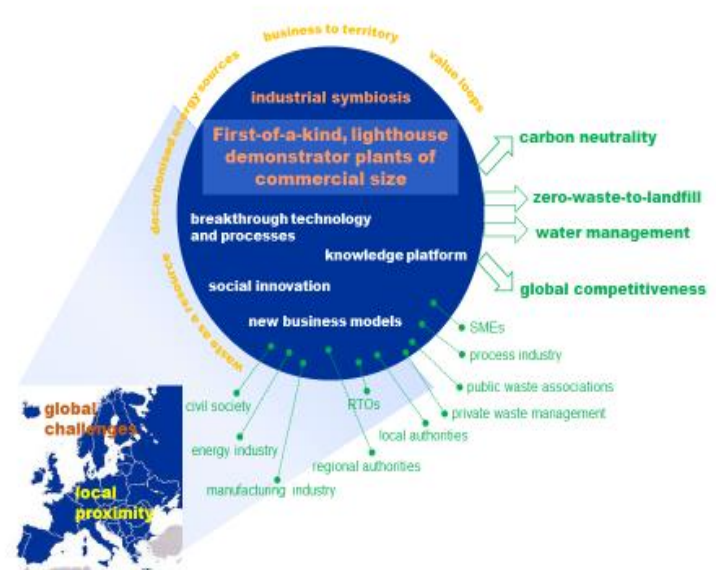 business to territory
decarbonised energy sources
value loops
waste as a resource
industrial symbiosis
First-of-a-kind, lighthouse
demonstrator plants of
commercial size
breakthrough technology
and processes
knowledge platform
social innovation
new business models
carbon neutrality
zero-waste-to-landfill
water management
global competitiveness
SMEs
process industry
public waste associations
private waste management
local authorities
RTOs
regional authorities
civil society
energy industry
manufacturing industry
global
challenges
local
proximity